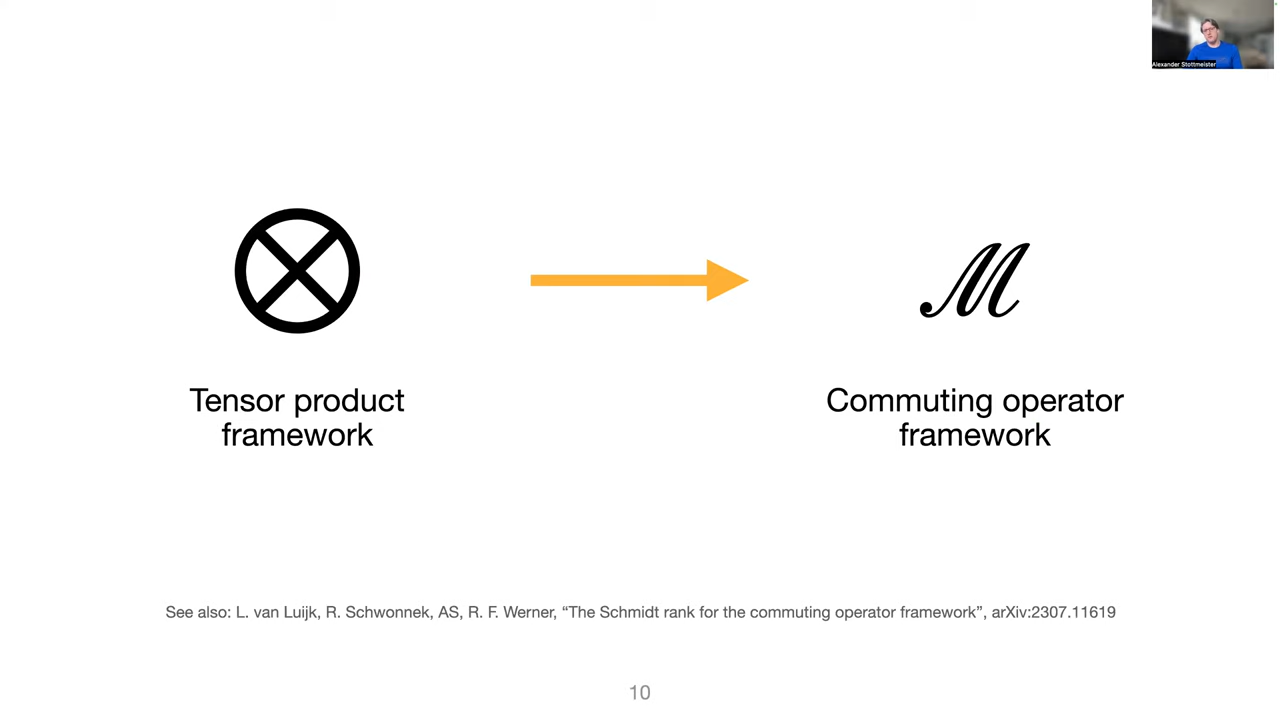 Alexander Stottmeister
⊗
ℳ
Tensor product
framework
Commuting operator
framework
See also: L. van Luijk, R. Schwonnek, AS, R. F. Werner, “The Schmidt rank for the commuting operator framework”, arXiv:2307.11619
10